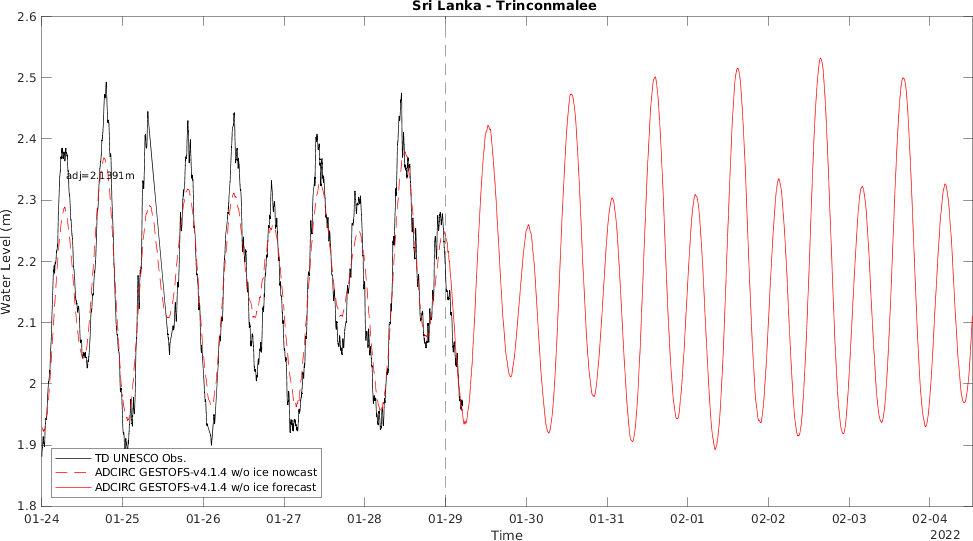 Sri Lanka - Trinconmalee
2.6
2.5
2.4
2.3
2.2
2.1
2
1.9
1.8
Water Level (m)
adj=2.1391m
TD UNESCO Obs.
ADCIRC GESTOFS-v4.1.4 w/o ice nowcast
ADCIRC GESTOFS-v4.1.4 w/o ice forecast
01-24 01-25 01-26 01-27 01-28 01-29 01-30 01-31 02-01 02-02 02-03 02-04
Time
2022